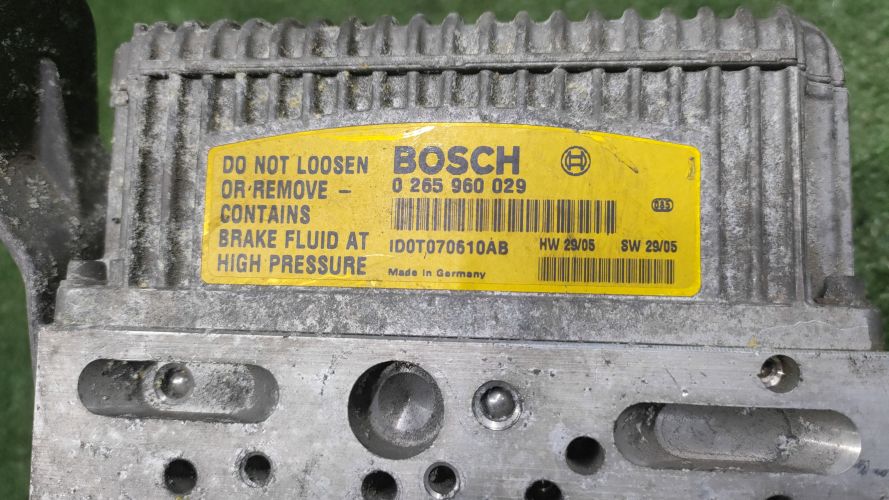 DO NOT LOOSEN
OR REMOVE -
CONTAINS
BRAKE FLUID AT
HIGH PRESSURE
BOSCH
0 265 960 029
ID0T070610AB
HW 29/05 SW 29/05
Made in Germany